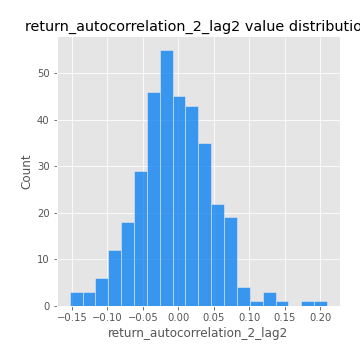 return_autocorrelation_2_lag2 value distributio
50
40
30
20
10
0
Count
−0.15 −0.10 −0.05 0.00 0.05 0.10 0.15 0.20
return_autocorrelation_2_lag2